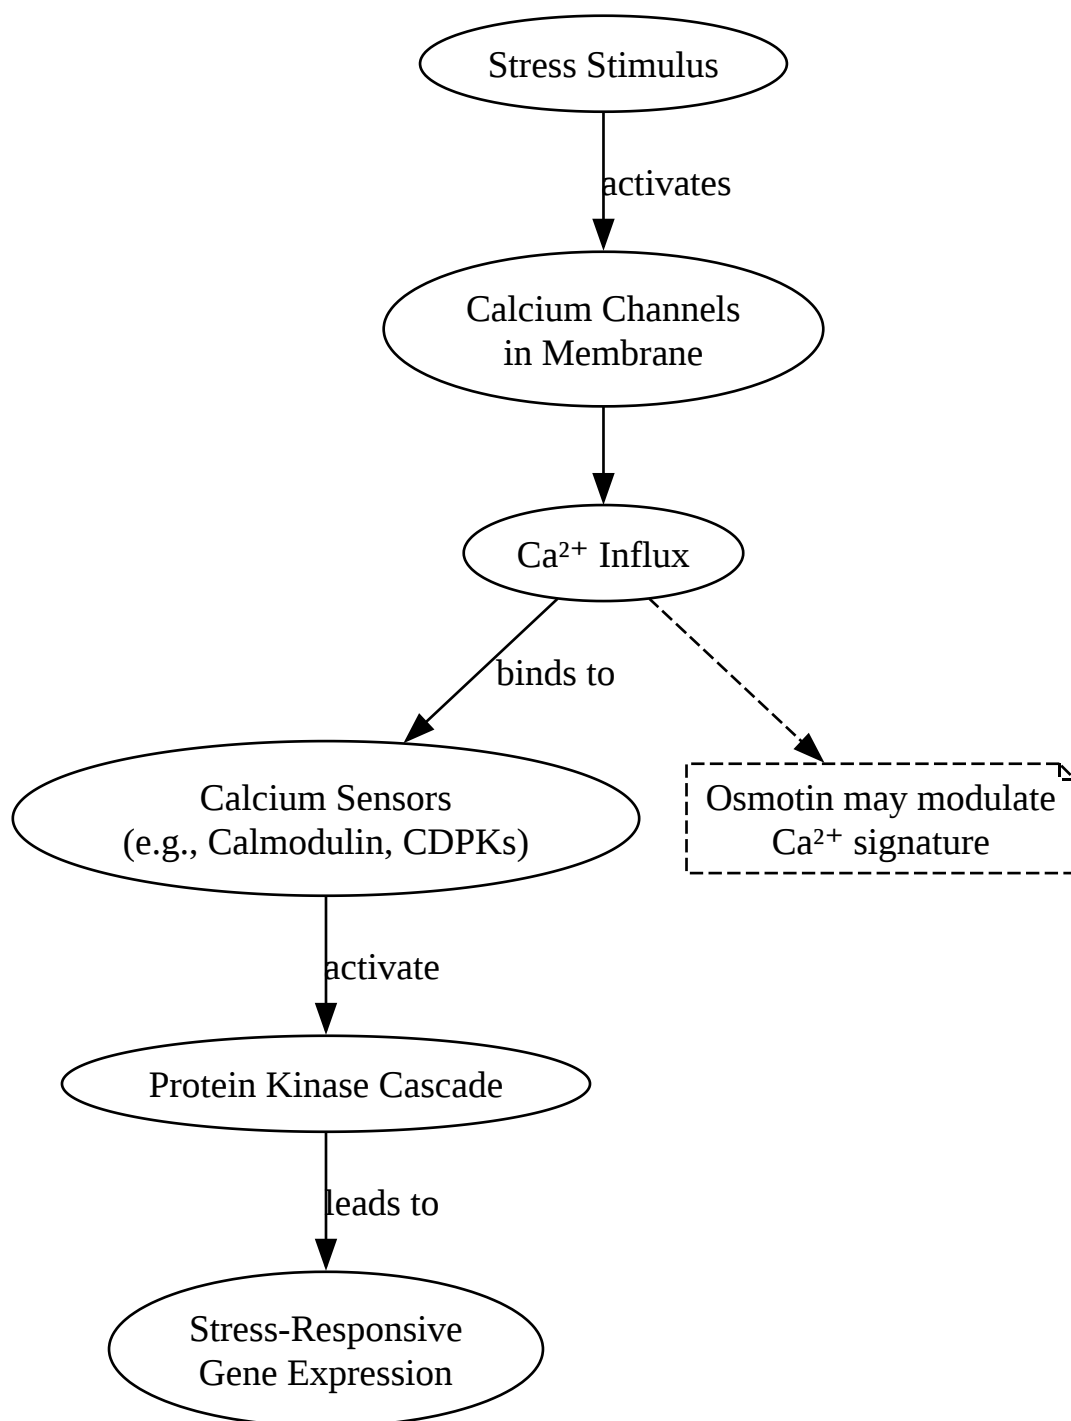 Stress Stimulus
activates
Calcium Channels
in Membrane
Ca²⁺ Influx
binds to
Calcium Sensors
(e.g., Calmodulin, CDPKs)
Osmotin may modulate
Ca²⁺ signature
activate
Protein Kinase Cascade
leads to
Stress-Responsive
Gene Expression